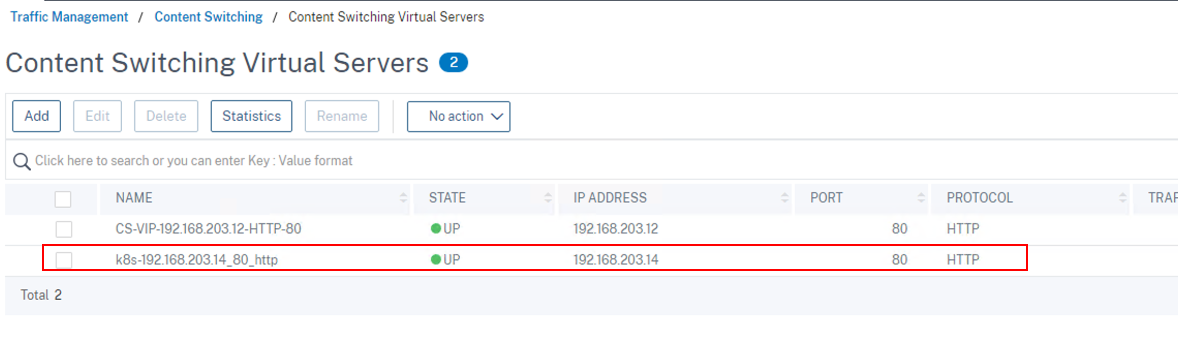 Traffic Management / Content Switching / Content Switching Virtual Servers
Content Switching Virtual Servers 2
Add Edit Delete Statistics Rename No action
Click here to search or you can enter Key : Value format
NAME STATE IP ADDRESS PORT PROTOCOL TRAF
CS-VIP-192.168.203.12-HTTP-80 UP 192.168.203.12 80 HTTP
k8s-192.168.203.14_80_http UP 192.168.203.14 80 HTTP
Total 2